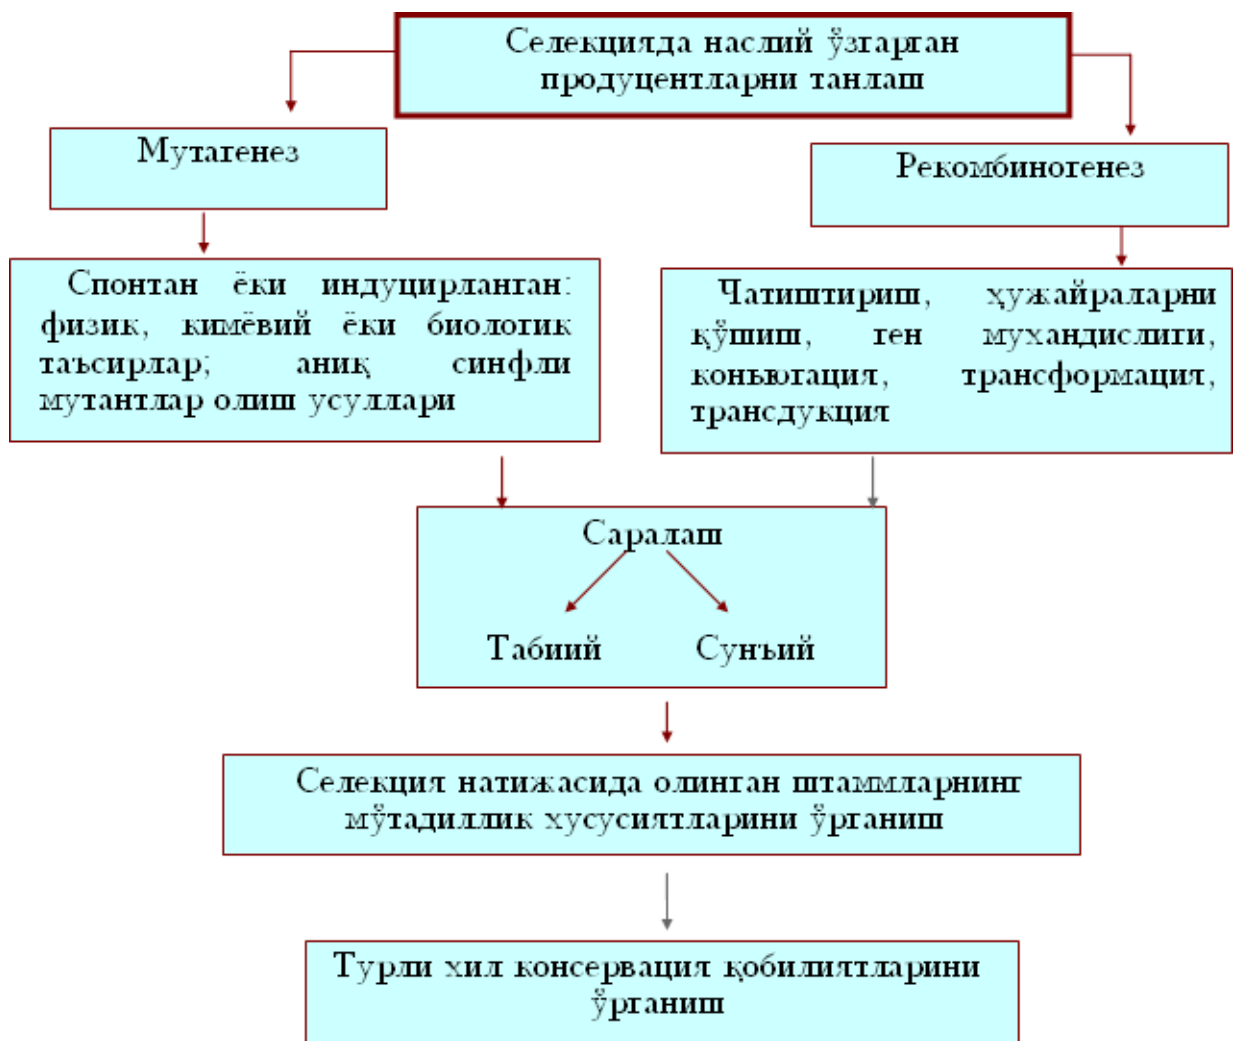 Селекцияда наслий ўзгарган
продуцентларни танлаш
Мутагенез
Рекомбиногенез
Спонтан ёки индуцирланган:
физик, кимёвий ёки биологик
таъсирлар; аниқ синфли
мутантлар олиш усуллари
Чатиштириш, ҳужайраларни
қўшиш, ген мухандислиги,
конъюгация, трансформация,
трансдукция
Саралаш
Табиий Сунъий
Селекция натижасида олинган штаммларнинг
мўтадиллик хусусиятларини ўрганиш
Турли хил консервация қобилиятларини
ўрганиш